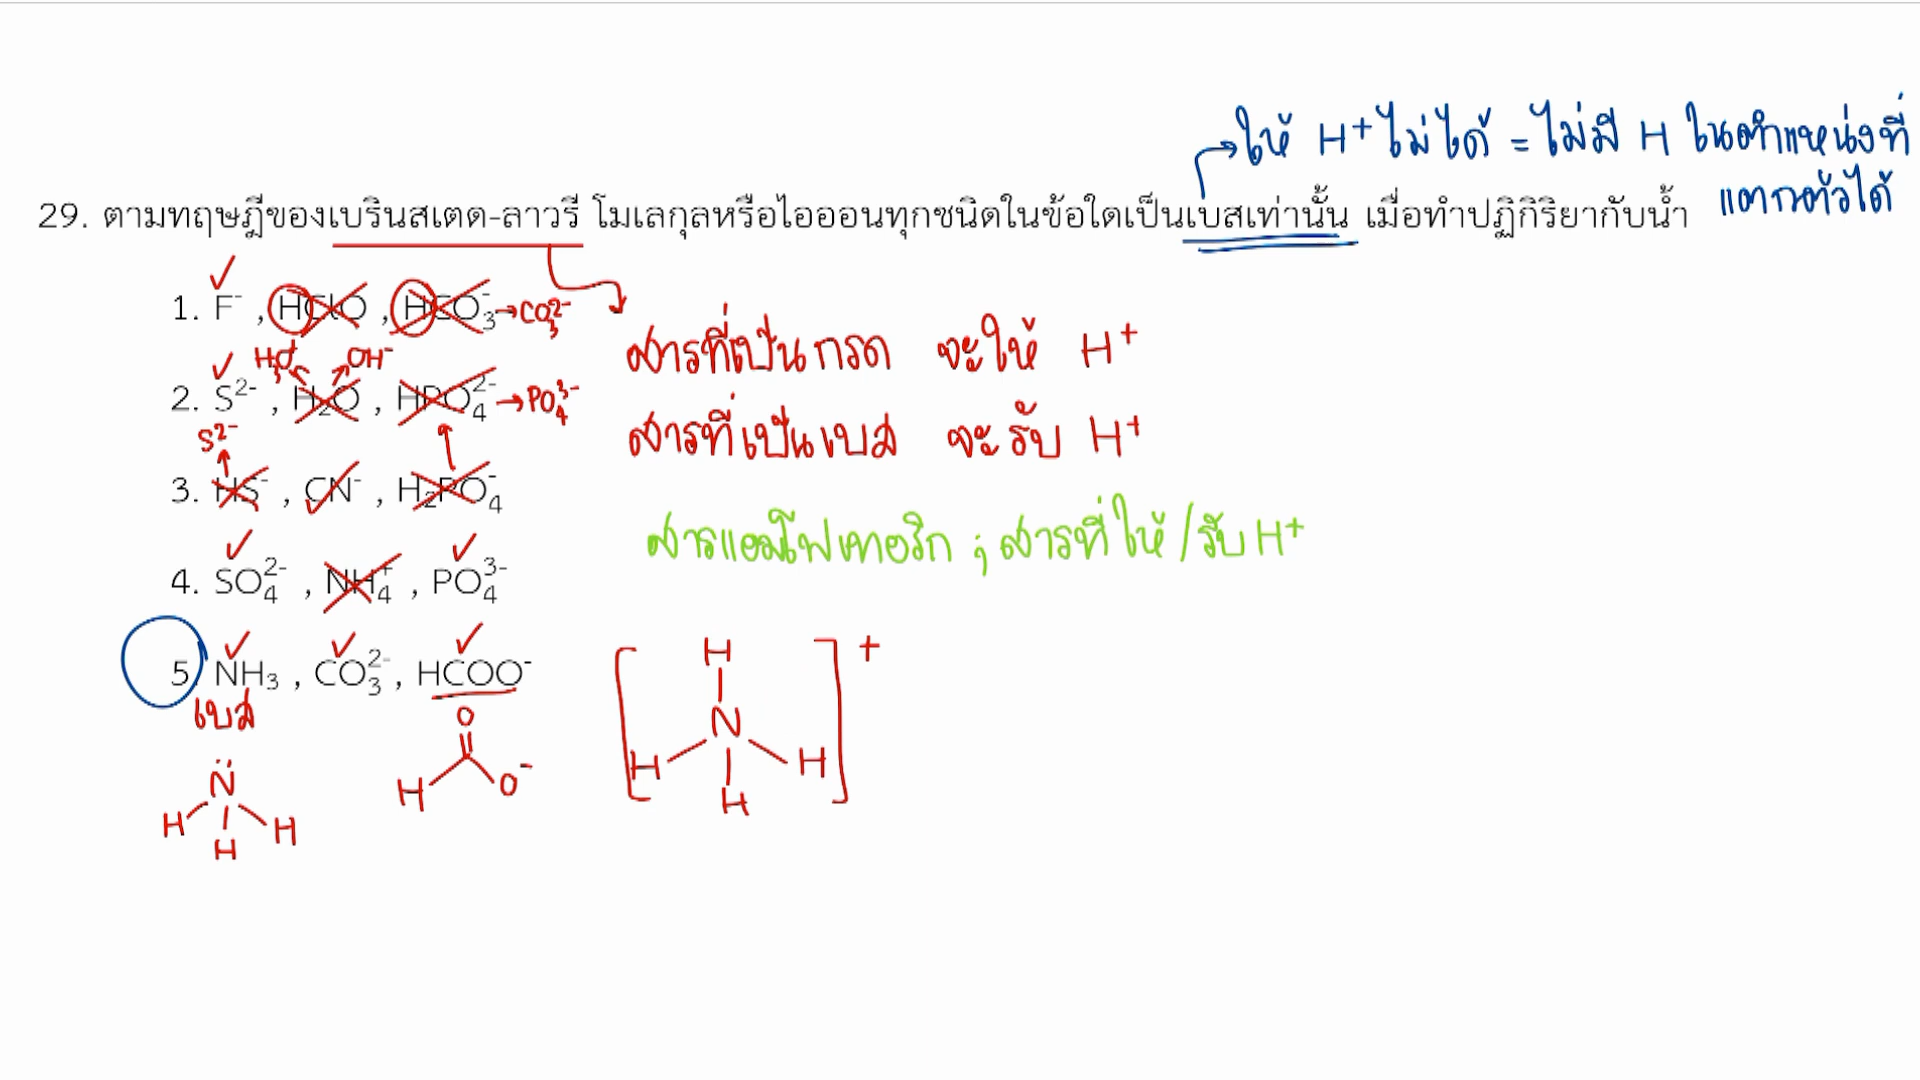 ให้ H⁺ ไม่ได้ = ไม่มี H ในตำแหน่งที่
แตกตัวได้
29. ตามทฤษฎีของเบรินสเตด-ลาวรี โมเลกุลหรือไอออนทุกชนิดในข้อใดเป็นเบสเท่านั้น เมื่อทำปฏิกิริยากับน้ำ
1. F⁻ , HClO , HCO₃⁻ → CO₃²⁻
สารที่เป็นกรด จะให้ H⁺
H₃O⁺ OH⁻
2. S²⁻ , H₂O , HPO₄²⁻ → PO₄³⁻
สารที่เป็นเบส จะรับ H⁺
S²⁻
3. HS⁻ , CN⁻ , H₂PO₄⁻
สารแอมโฟเทอริก ; สารที่ให้/รับ H⁺
4. SO₄²⁻ , NH₄⁺ , PO₄³⁻
5. NH₃ , CO₃²⁻ , HCOO⁻
เบส
N
H H
H
O
H O⁻
H +
N
H H
H